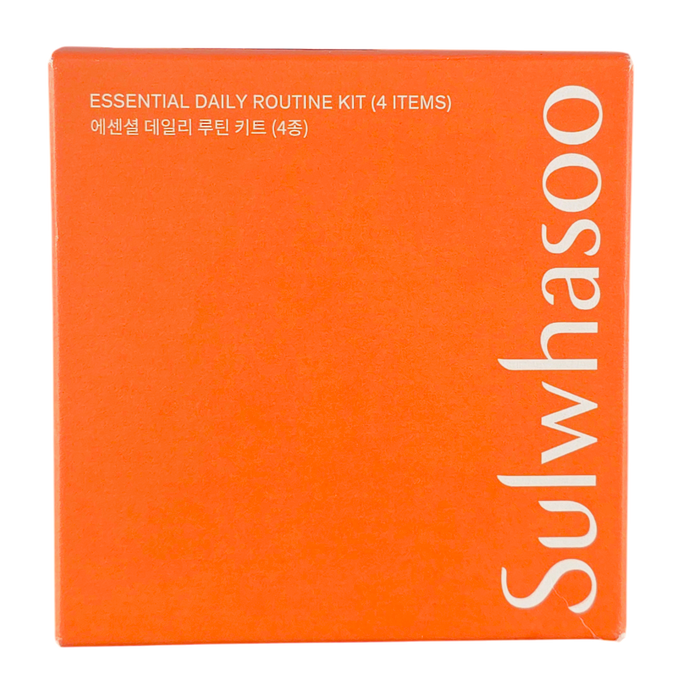 ESSENTIAL DAILY ROUTINE KIT (4 ITEMS)
에센셜 데일리 루틴 키트 (4종)
Sulwhasoo